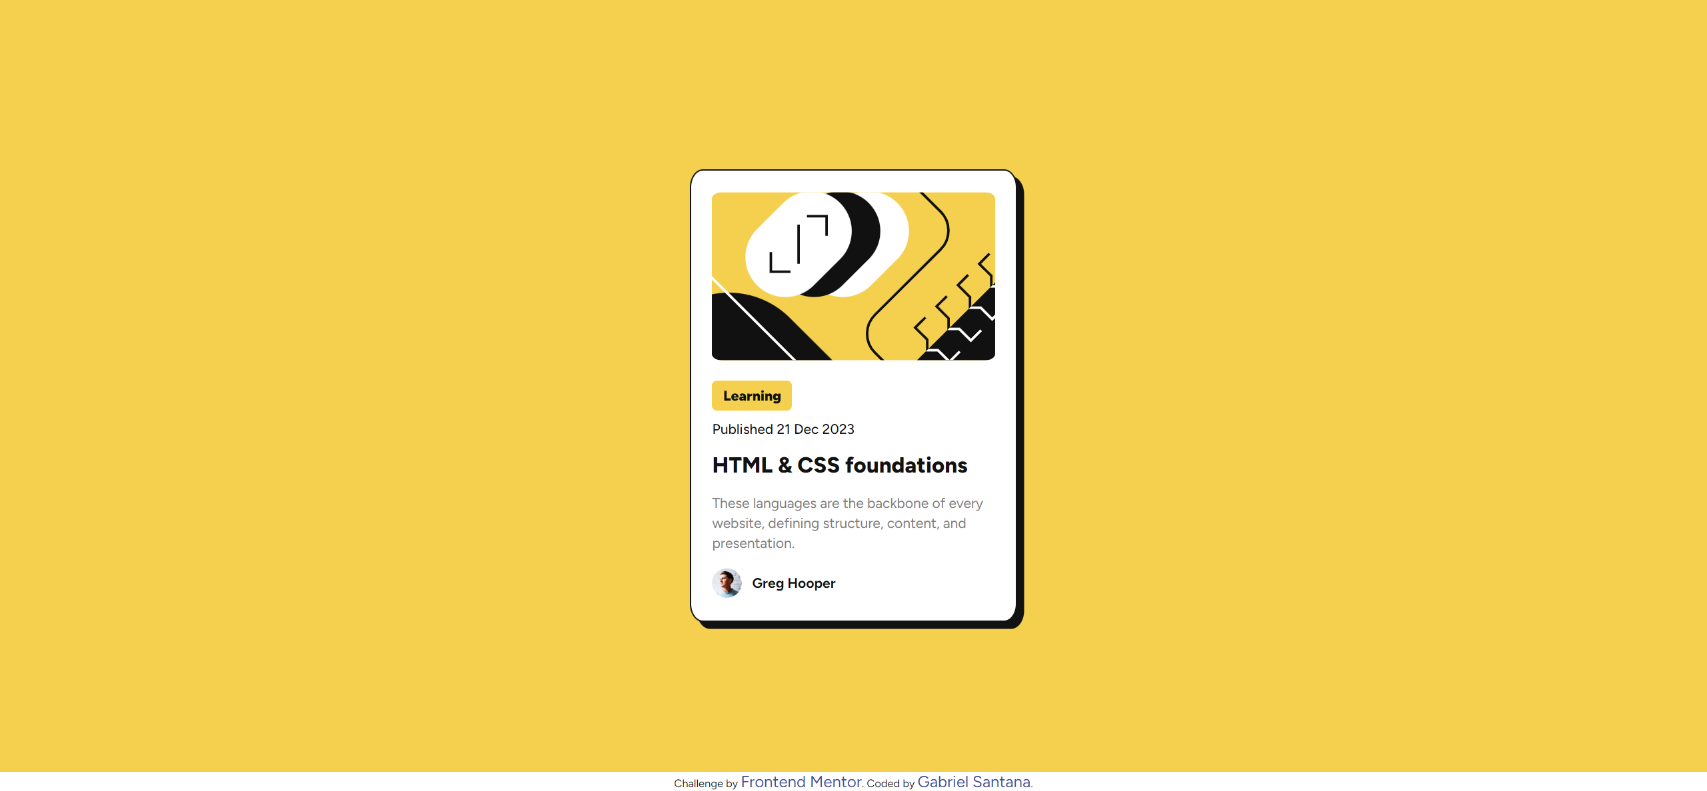 Learning
Published 21 Dec 2023
HTML & CSS foundations
These languages are the backbone of every
website, defining structure, content, and
presentation.
Greg Hooper
Challenge by Frontend Mentor. Coded by Gabriel Santana.